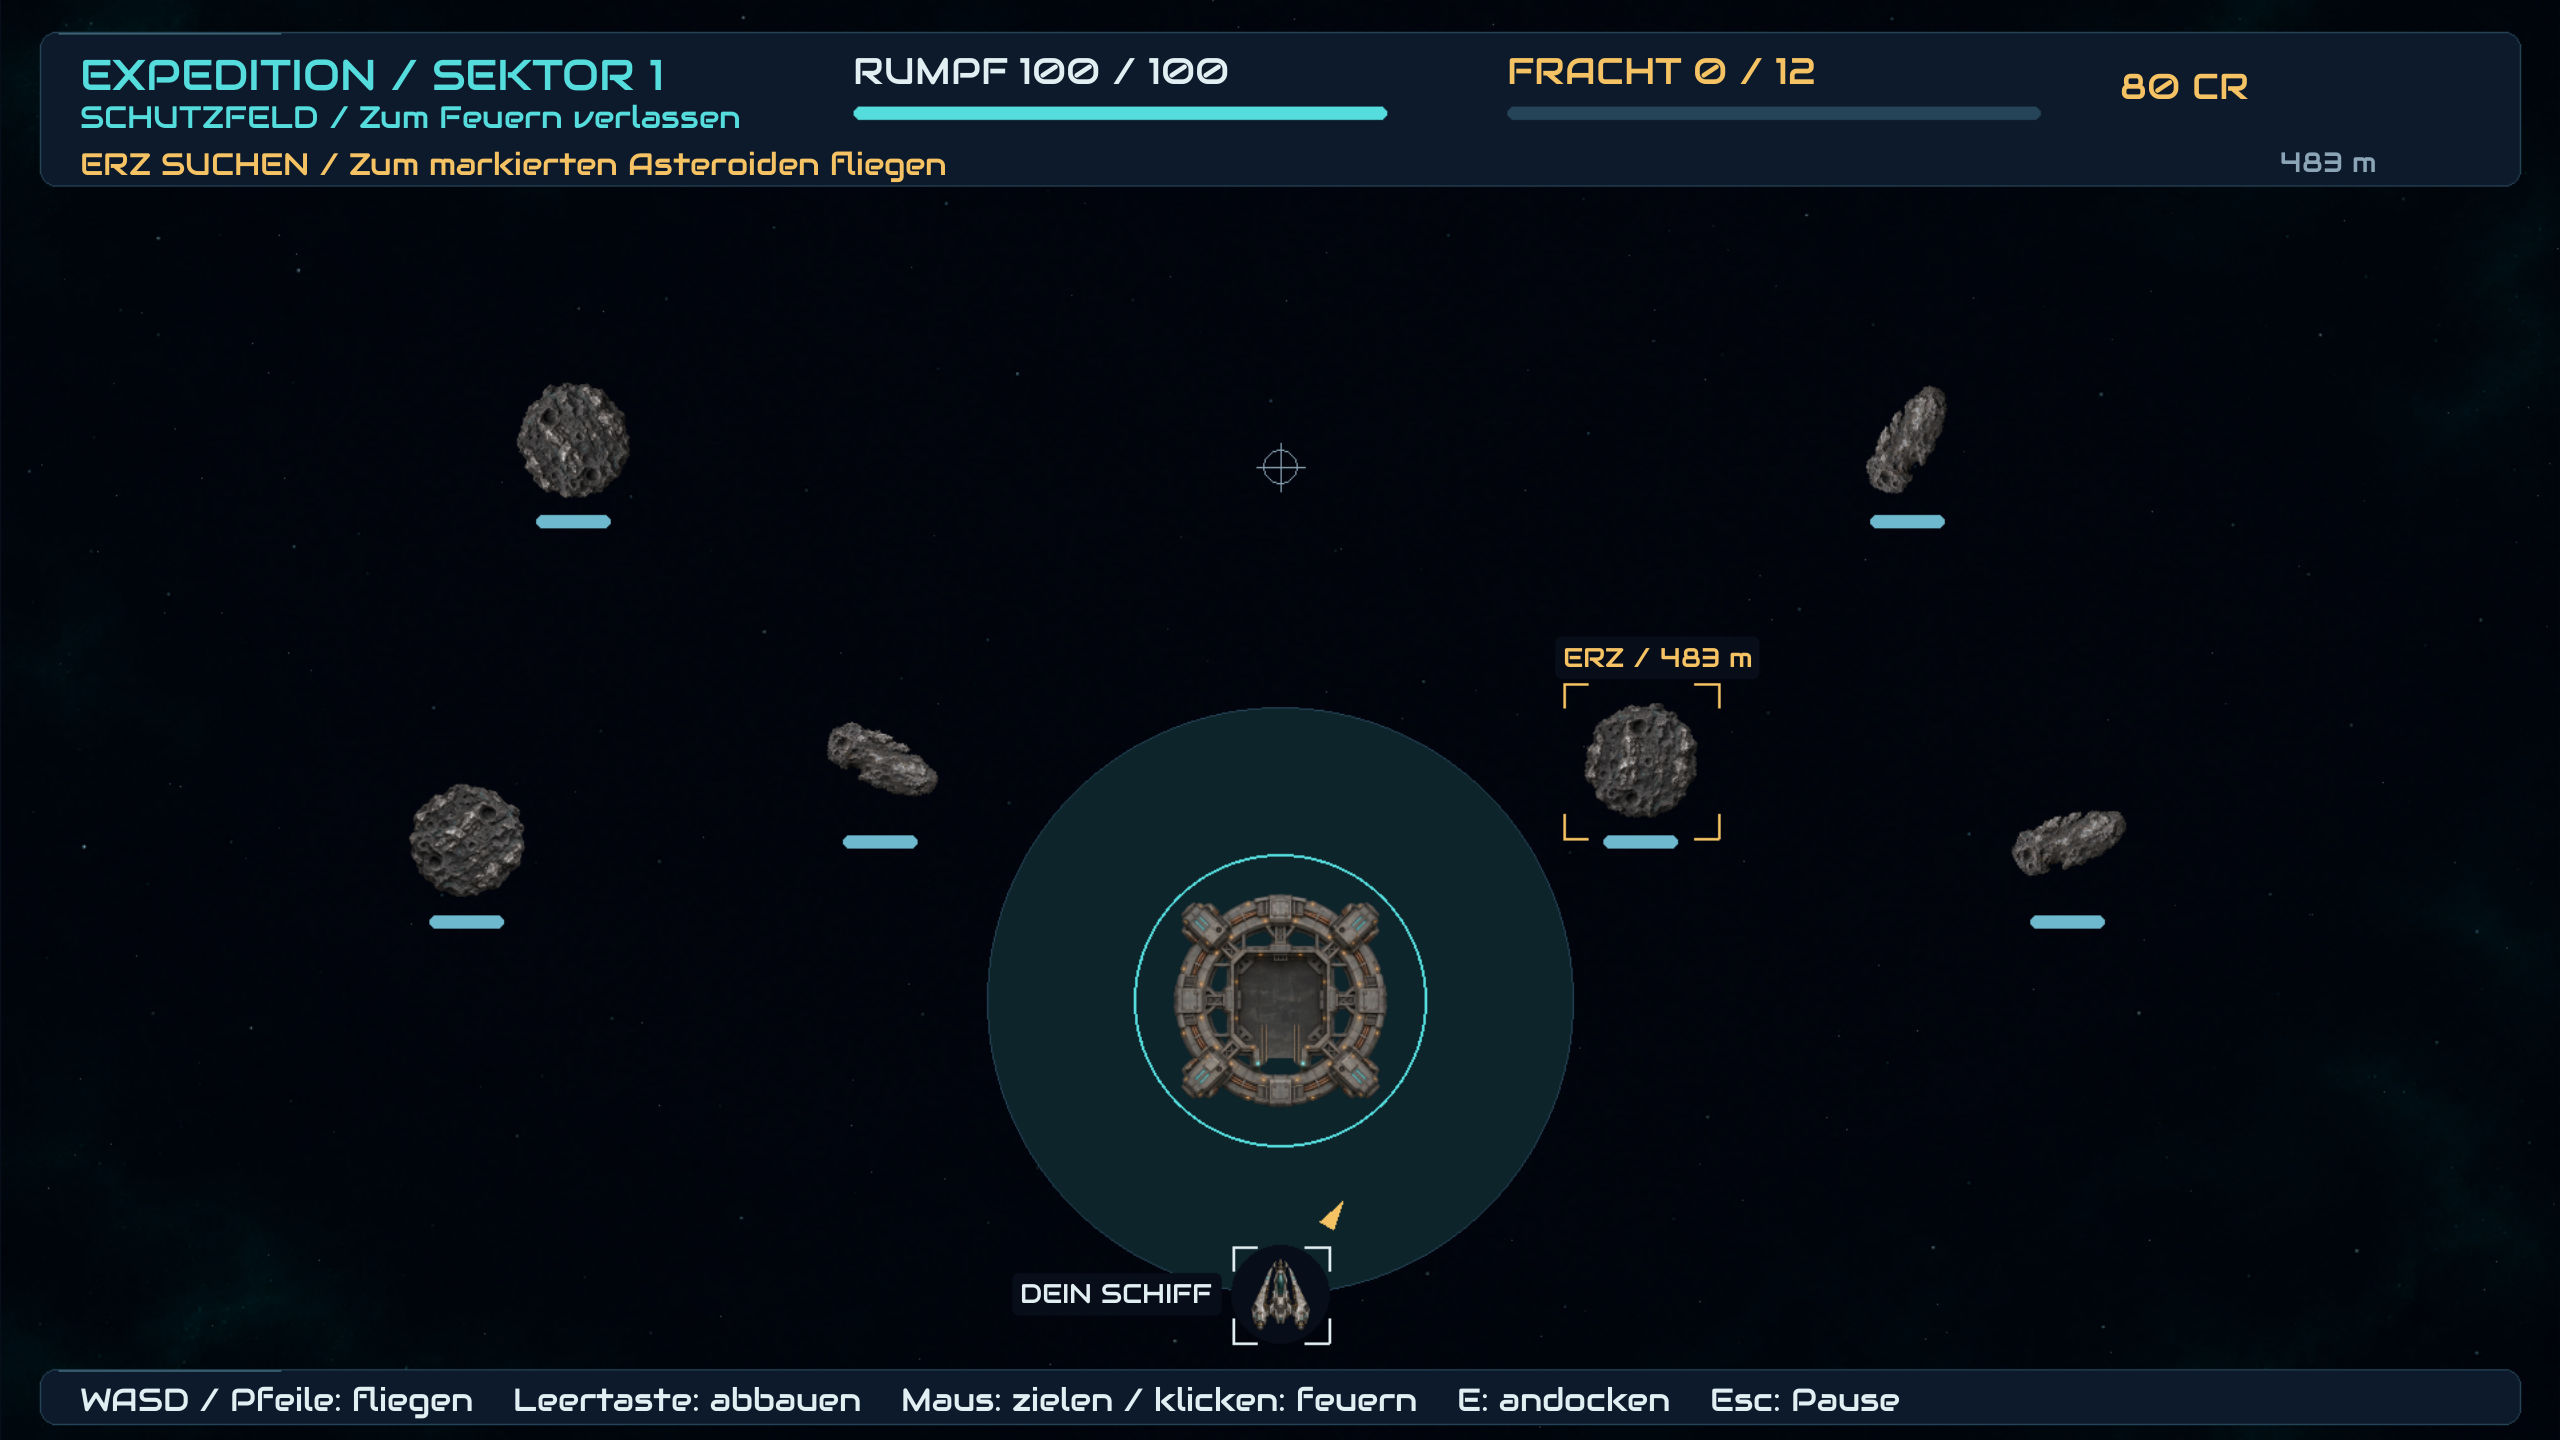 EXPEDITION / SEKTOR 1
SCHUTZFELD / Zum Feuern verlassen
ERZ SUCHEN / Zum markierten Asteroiden fliegen
RUMPF 100 / 100
FRACHT 0 / 12
80 CR
483 m
ERZ / 483 m
DEIN SCHIFF
WASD / Pfeile: fliegen Leertaste: abbauen Maus: zielen / klicken: feuern E: andocken Esc: Pause